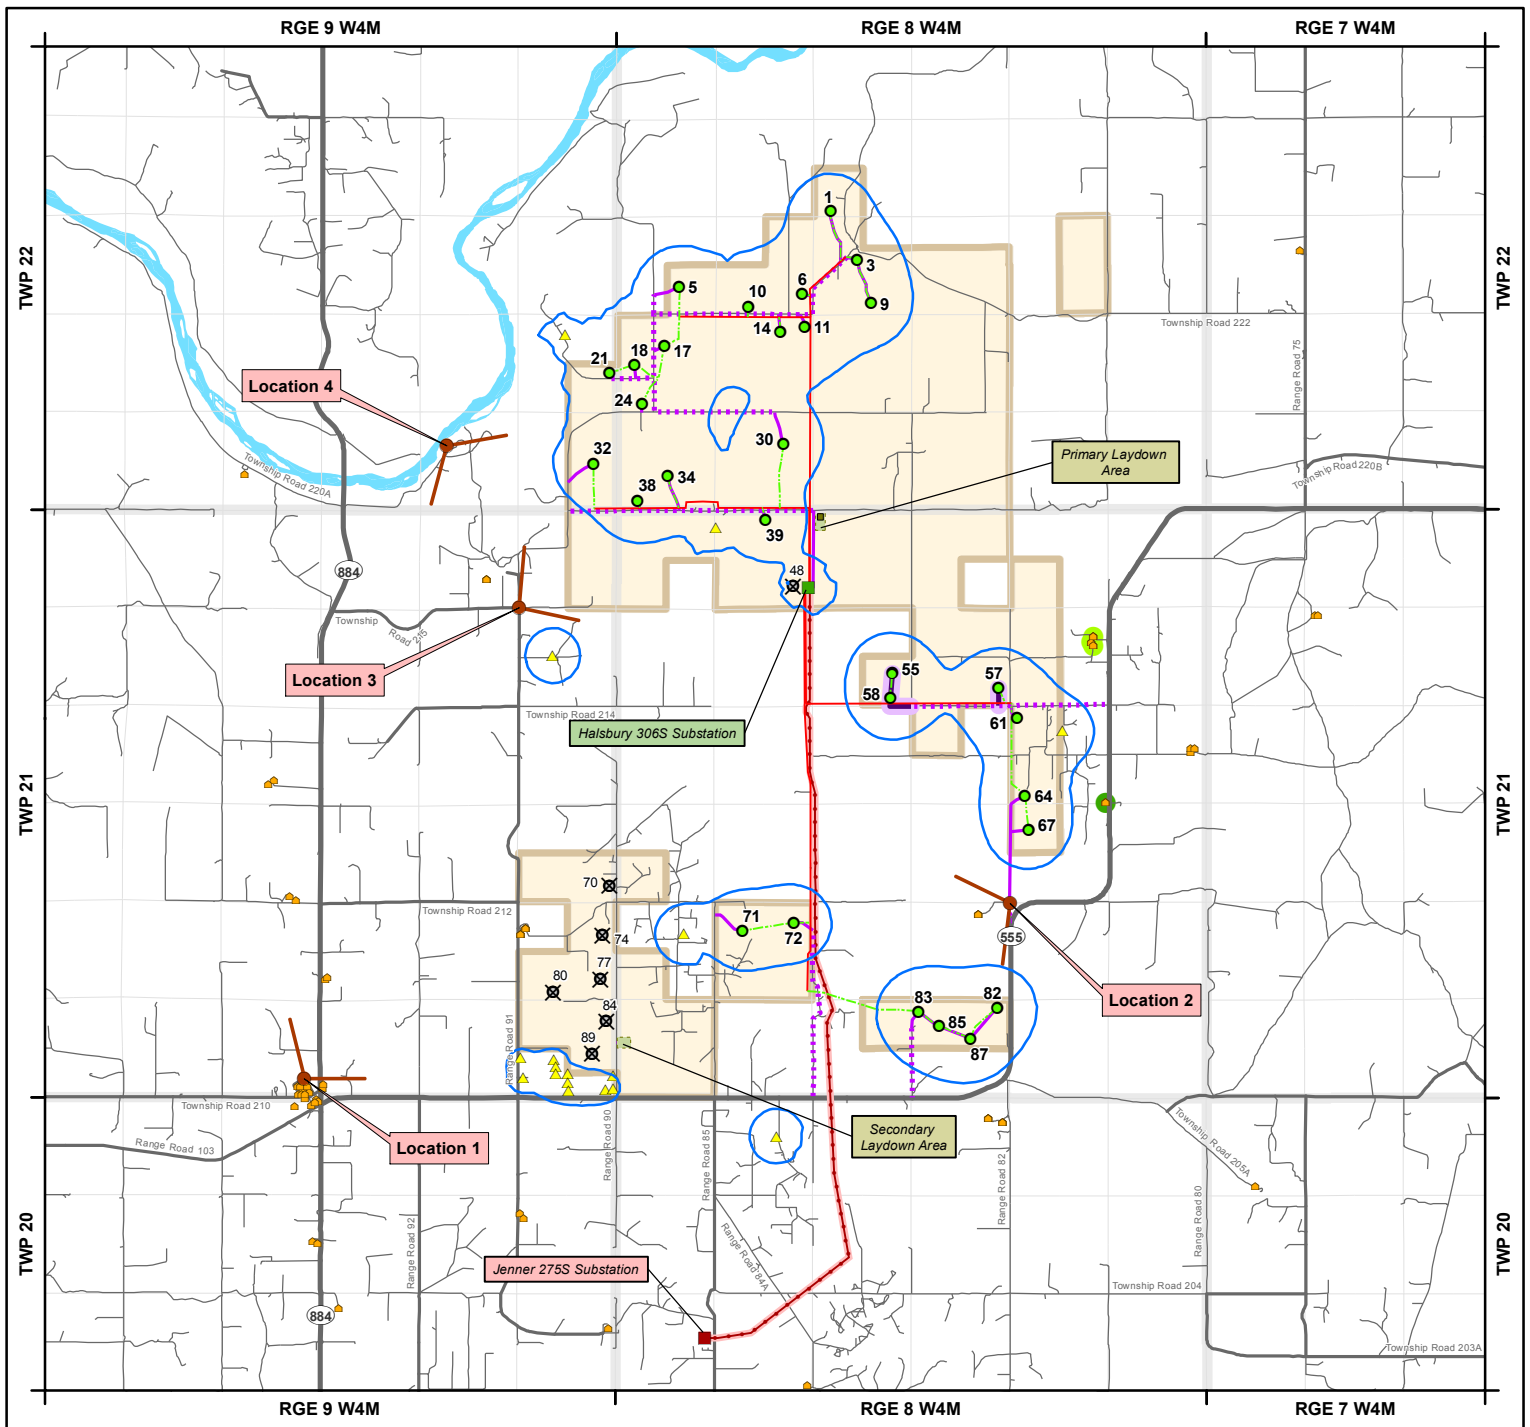 RGE 9 W4M
RGE 8 W4M
RGE 7 W4M
TWP 22
TWP 22
1
3
6
5
10
9
Township Road 222
14
11
17
18
21
Range Road 75
Location 4
24
30
32
34
Primary Laydown
Area
Township Road 220A
Township Road 220B
38
39
884
48
Township
Road 215
Location 3
55
57
58
61
Township Road 214
Halsbury 306S Substation
TWP 21
TWP 21
64
67
70
Township Road 212
71
72
74
555
77
80
Location 2
83
82
84
85
87
89
Range Road 91
Township Road 210
Range Road 103
Location 1
Range Road 90
Range Road 85
Secondary
Laydown Area
Range Road 82
Township Road 205A
Range Road 80
TWP 20
TWP 20
Range Road 92
Range Road 84A
Jenner 275S Substation
Township Road 204
884
Township Road 203A
RGE 9 W4M
RGE 8 W4M
RGE 7 W4M